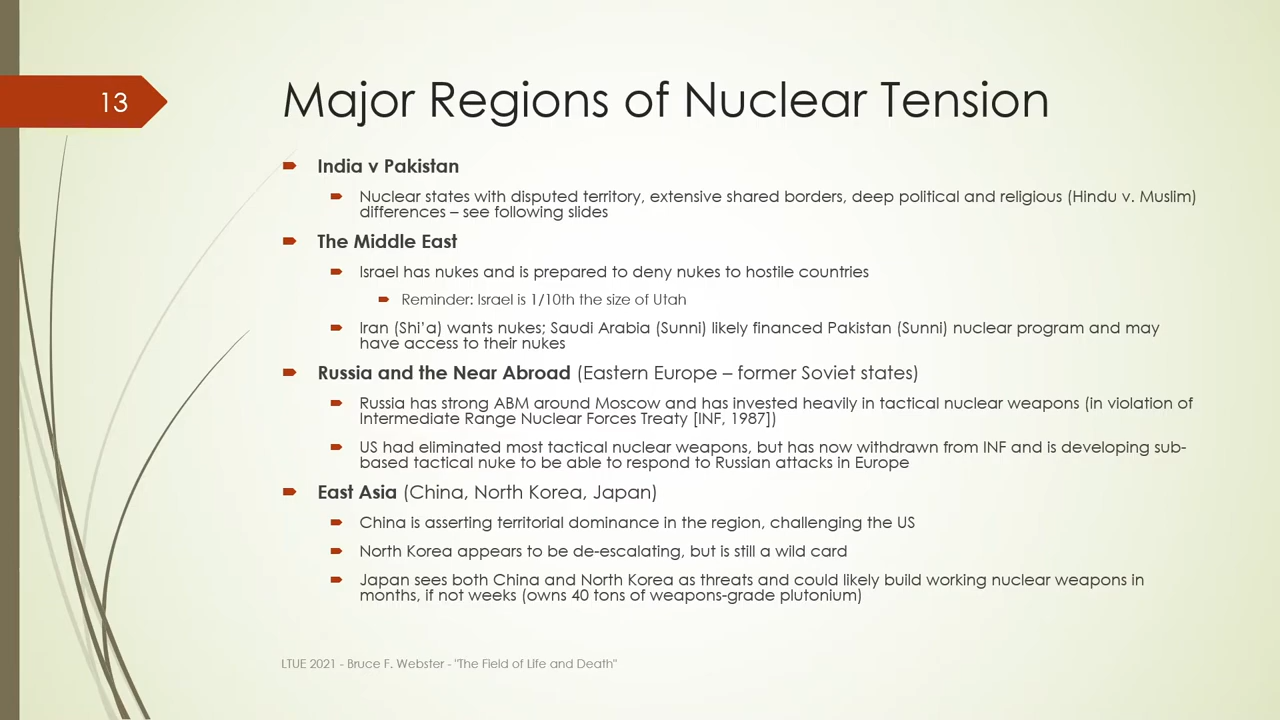 13
Major Regions of Nuclear Tension
India v Pakistan
Nuclear states with disputed territory, extensive shared borders, deep political and religious (Hindu v. Muslim)
differences – see following slides
The Middle East
Israel has nukes and is prepared to deny nukes to hostile countries
Reminder: Israel is 1/10th the size of Utah
Iran (Shi’a) wants nukes; Saudi Arabia (Sunni) likely financed Pakistan (Sunni) nuclear program and may
have access to their nukes
Russia and the Near Abroad (Eastern Europe – former Soviet states)
Russia has strong ABM around Moscow and has invested heavily in tactical nuclear weapons (in violation of
Intermediate Range Nuclear Forces Treaty [INF, 1987])
US had eliminated most tactical nuclear weapons, but has now withdrawn from INF and is developing sub-
based tactical nuke to be able to respond to Russian attacks in Europe
East Asia (China, North Korea, Japan)
China is asserting territorial dominance in the region, challenging the US
North Korea appears to be de-escalating, but is still a wild card
Japan sees both China and North Korea as threats and could likely build working nuclear weapons in
months, if not weeks (owns 40 tons of weapons-grade plutonium)
LTUE 2021 - Bruce F. Webster - "The Field of Life and Death"